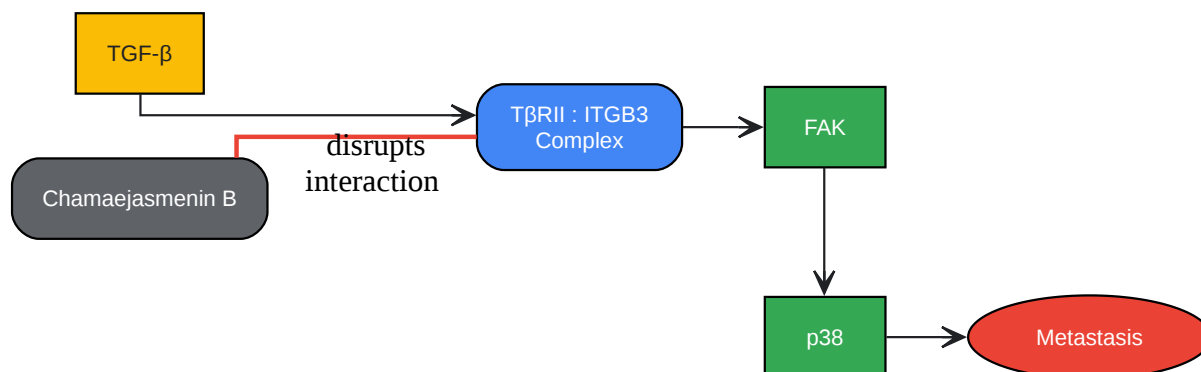 TGF-β
TβRII : ITGB3
Complex
FAK
disrupts
interaction
Chamaejasmenin B
p38
Metastasis